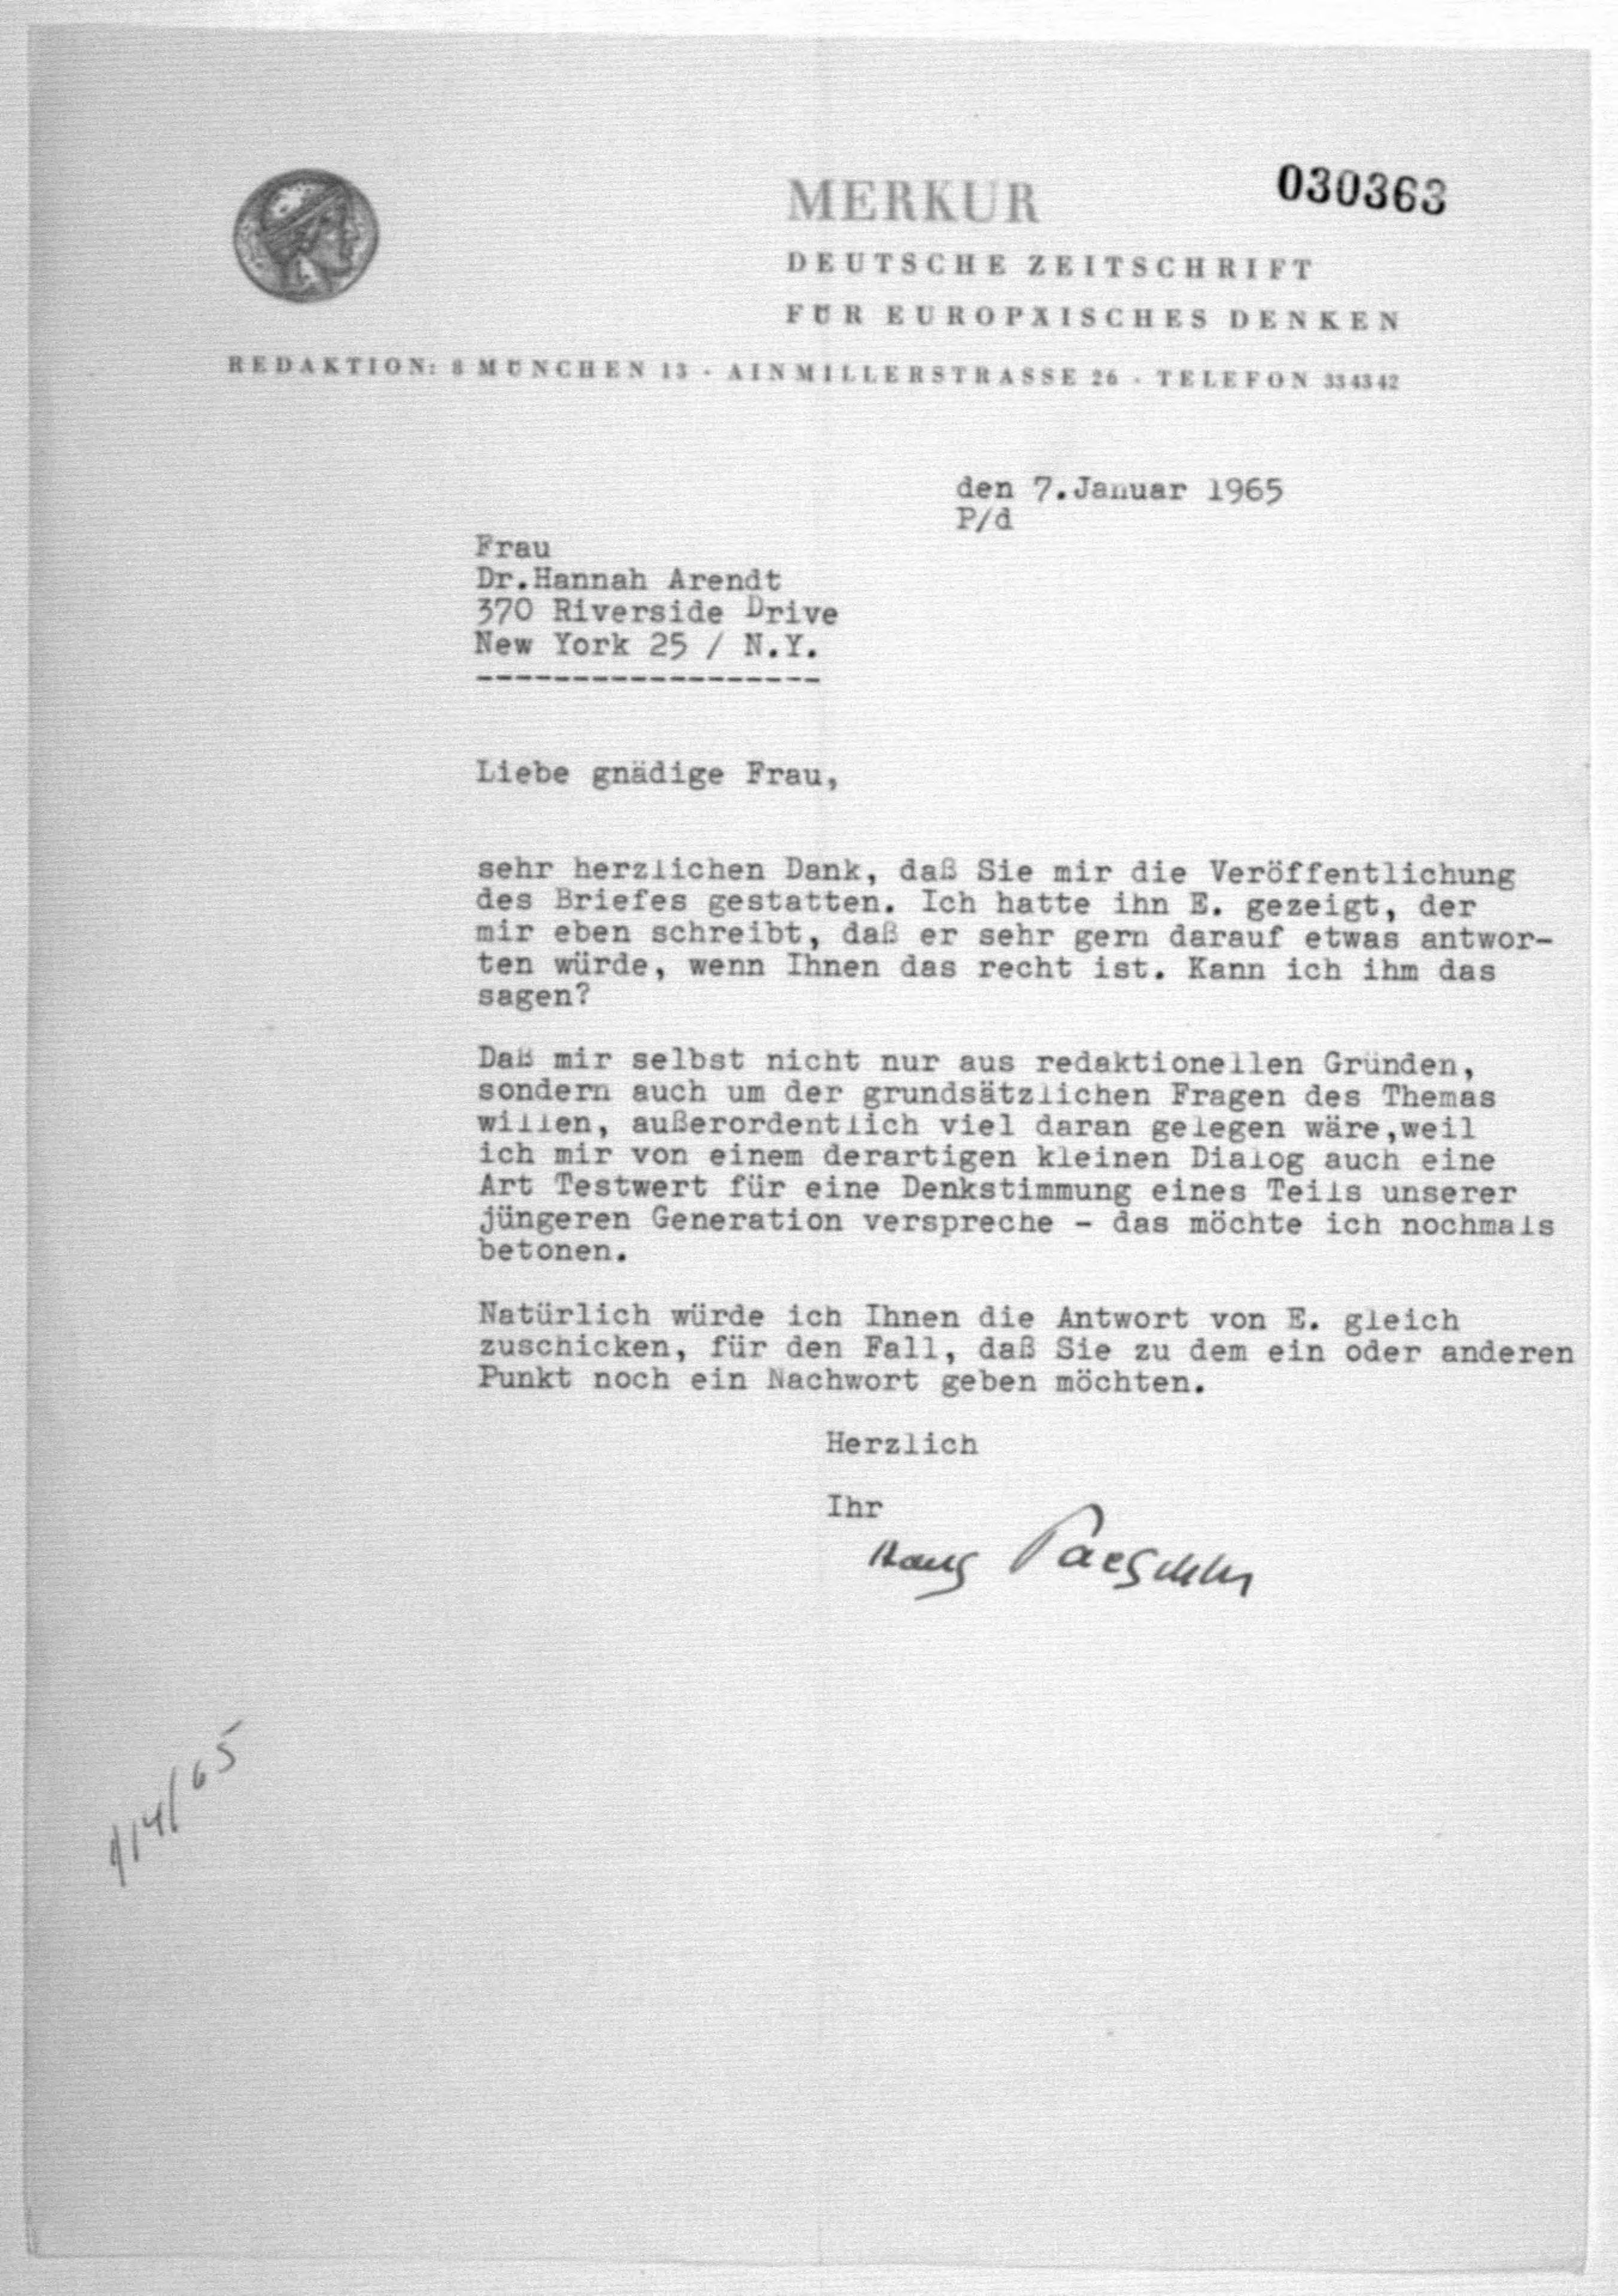 MERKUR
030363
DEUTSCHE ZEITSCHRIFT
FÜR EUROPÄISCHES DENKEN
REDAKTION: 8 MÜNCHEN 13 · AINMILLERSTRASSE 26 · TELEFON 334342
den 7.Januar 1965
P/d
Frau
Dr.Hannah Arendt
370 Riverside Drive
New York 25 / N.Y.
------------------
Liebe gnädige Frau,
sehr herzlichen Dank, daß Sie mir die Veröffentlichung
des Briefes gestatten. Ich hatte ihn E. gezeigt, der
mir eben schreibt, daß er sehr gern darauf etwas antwor-
ten würde, wenn Ihnen das recht ist. Kann ich ihm das
sagen?
Daß mir selbst nicht nur aus redaktionellen Gründen,
sondern auch um der grundsätzlichen Fragen des Themas
willen, außerordentlich viel daran gelegen wäre,weil
ich mir von einem derartigen kleinen Dialog auch eine
Art Testwert für eine Denkstimmung eines Teils unserer
jüngeren Generation verspreche - das möchte ich nochmals
betonen.
Natürlich würde ich Ihnen die Antwort von E. gleich
zuschicken, für den Fall, daß Sie zu dem ein oder anderen
Punkt noch ein Nachwort geben möchten.
Herzlich
Ihr
Hans Paeschke
1/14/65